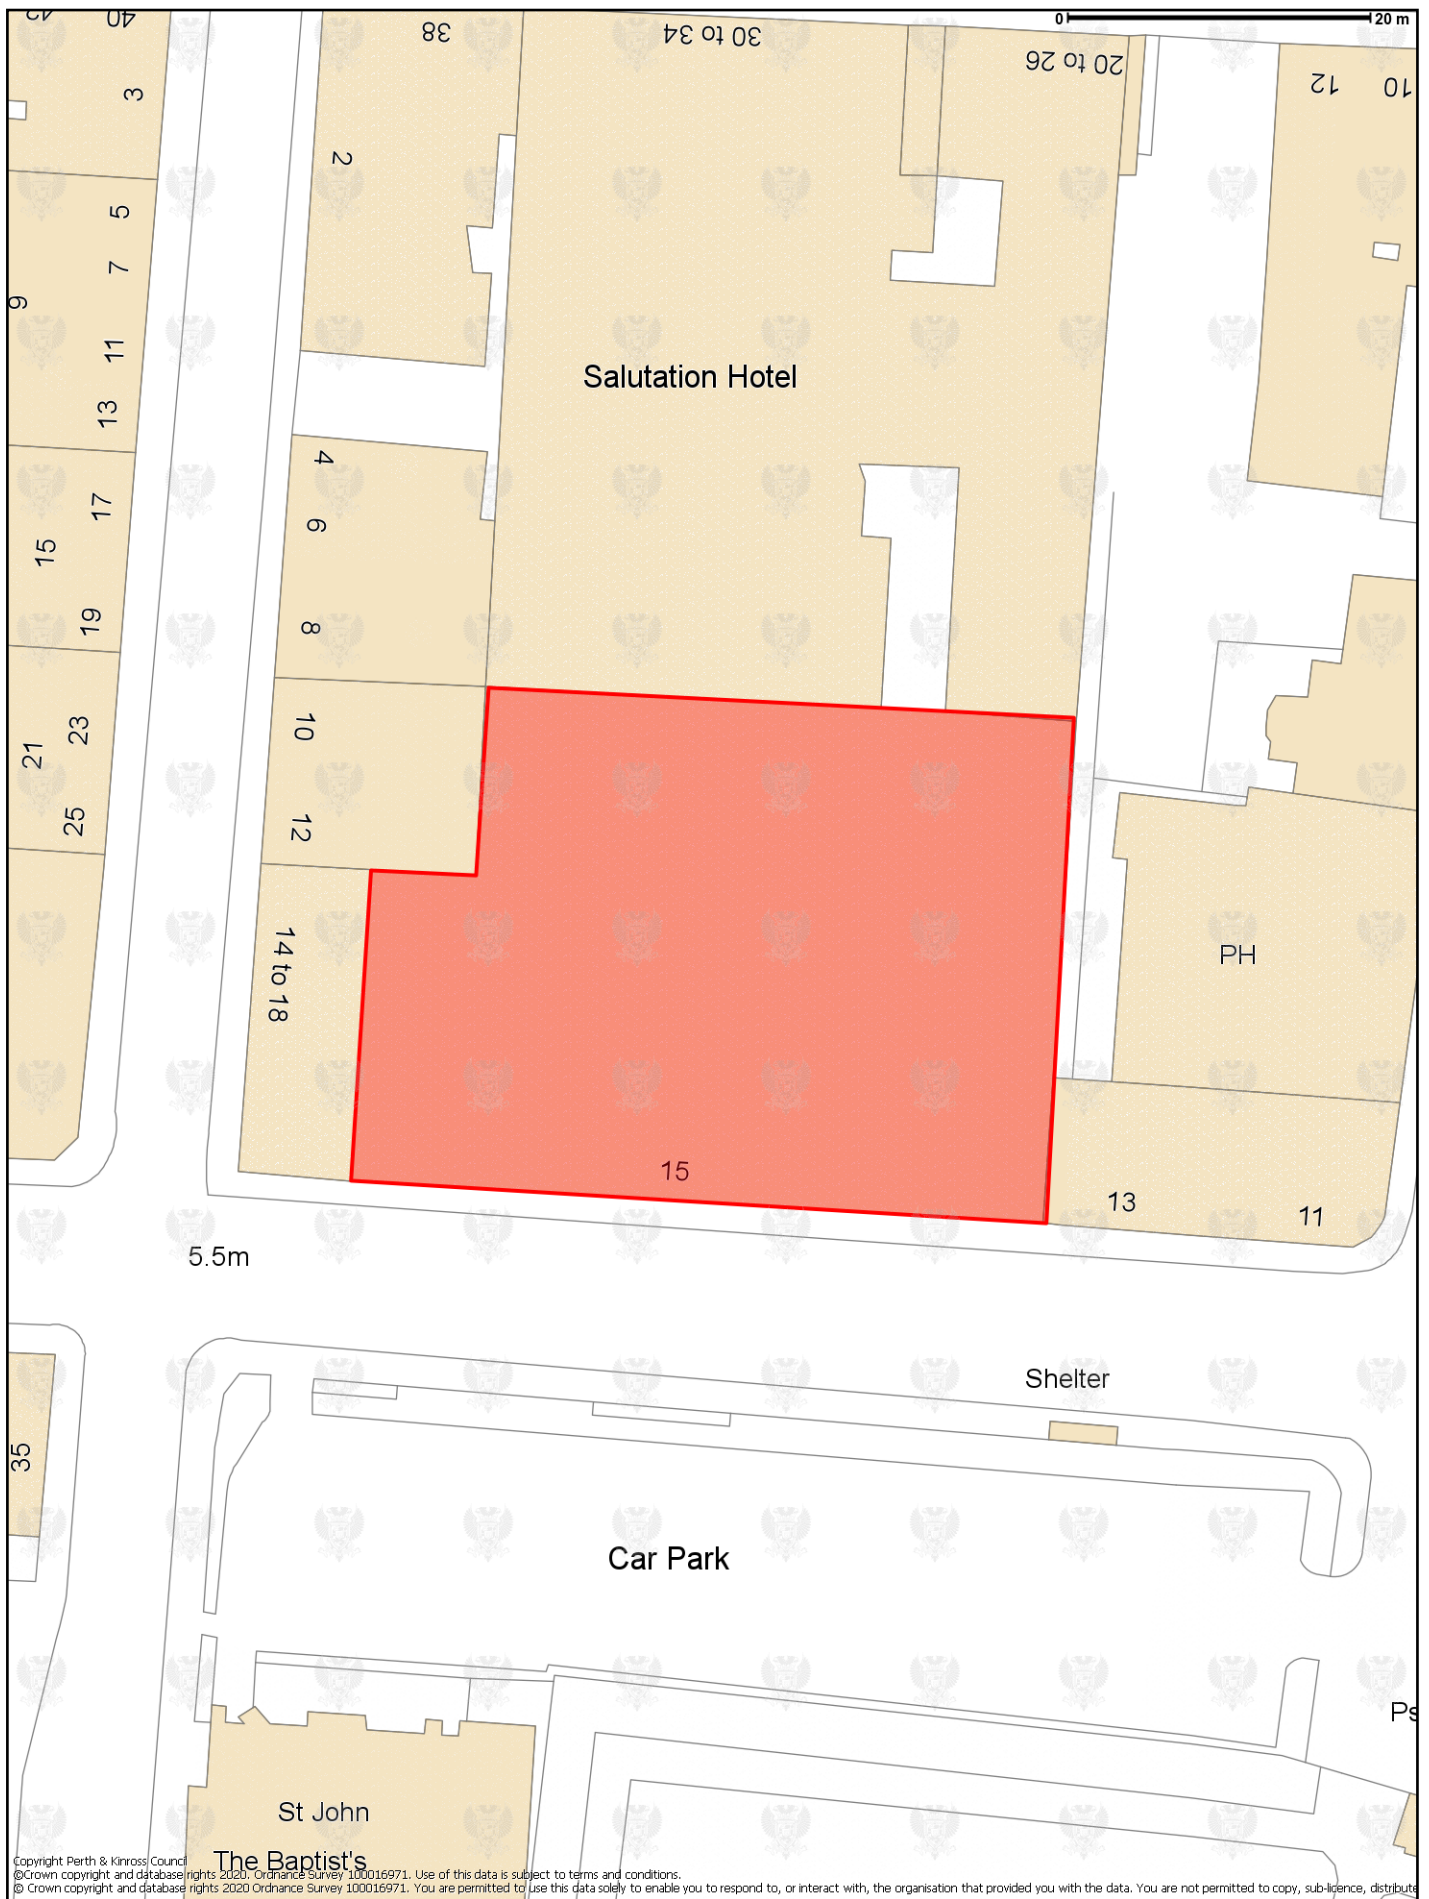 0 20 m
42
40
38
30 to 34
20 to 26
12
10
3
2
5
7
9
11
13
Salutation Hotel
4
17
6
15
19
8
10
23
21
12
25
14 to 18
PH
15
13
11
5.5m
Shelter
35
Car Park
Ps
St John
The Baptist's
Copyright Perth & Kinross Council
©Crown copyright and database rights 2020. Ordnance Survey 100016971. Use of this data is subject to terms and conditions.
© Crown copyright and database rights 2020 Ordnance Survey 100016971. You are permitted to use this data solely to enable you to respond to, or interact with, the organisation that provided you with the data. You are not permitted to copy, sub-licence, distribute